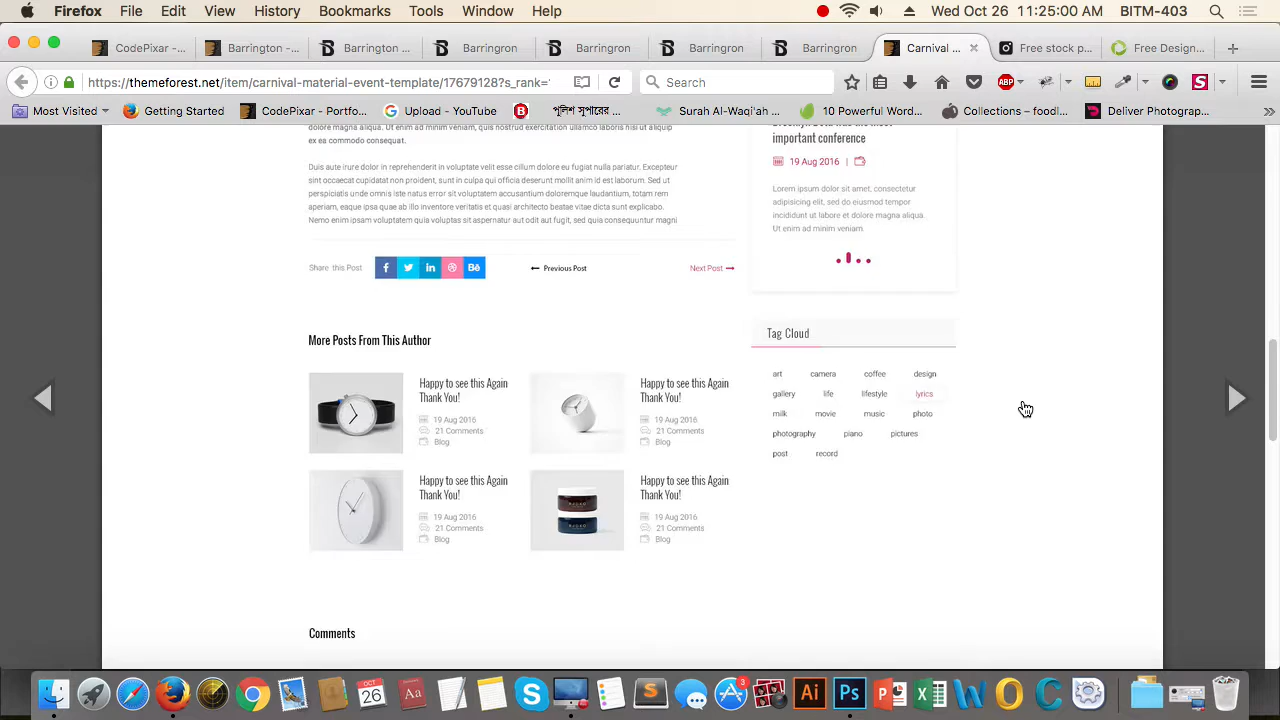 Firefox File Edit View History Bookmarks Tools Window Help Wed Oct 26 11:25:00 AM BITM-403
CodePixar -... Barrington -... Barrington ... Barrington Barrington Barrington Barrington Carnival ... Free stock p... Free Design...
https://themeforest.net/item/carnival-material-event-template/17679128?s_rank= Search
Most Visited Getting Started CodePixar – Portfo... Upload - YouTube পুলিশ সুপারের ... Surah Al-Waqi'an 10 Powerful Wor... Collections – food... Deliver Photograp...
dolore magna aliqua. Ut enim ad minim veniam, quis nostrud exercitation ullamco laboris nisi ut aliquip
ex ea commodo consequat.
Duis aute irure dolor in reprehenderit in voluptate velit esse cillum dolore eu fugiat nulla pariatur. Excepteur
sint occaecat cupidatat non proident, sunt in culpa qui officia deserunt mollit anim id est laborum. Sed ut
perspiciatis unde omnis iste natus error sit voluptatem accusantium doloremque laudantium, totam rem
aperiam, eaque ipsa quae ab illo inventore veritatis et quasi architecto beatae vitae dicta sunt explicabo.
Nemo enim ipsam voluptatem quia voluptas sit aspernatur aut odit aut fugit, sed quia consequuntur magni
Share this Post Previous Post Next Post
important conference
19 Aug 2016 |
Lorem ipsum dolor sit amet, consectetur
adipisicing elit, sed do eiusmod tempor
incididunt ut labore et dolore magna aliqua.
Ut enim ad minim veniam.
Tag Cloud
art camera coffee design
gallery life lifestyle lyrics
milk movie music photo
photography piano pictures
post record
More Posts From This Author
Happy to see this Again
Thank You!
19 Aug 2016
21 Comments
Blog
Happy to see this Again
Thank You!
19 Aug 2016
21 Comments
Blog
Happy to see this Again
Thank You!
19 Aug 2016
21 Comments
Blog
Happy to see this Again
Thank You!
19 Aug 2016
21 Comments
Blog
Comments
OCT
26
3
Ai Ps